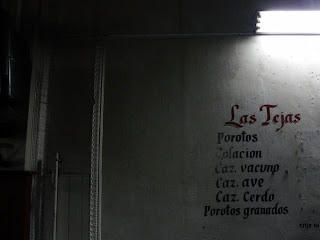 Las Tejas
Porotos
Colacion
Caz. vacuno
Caz. ave
Caz. Cerdo
Porotos granados